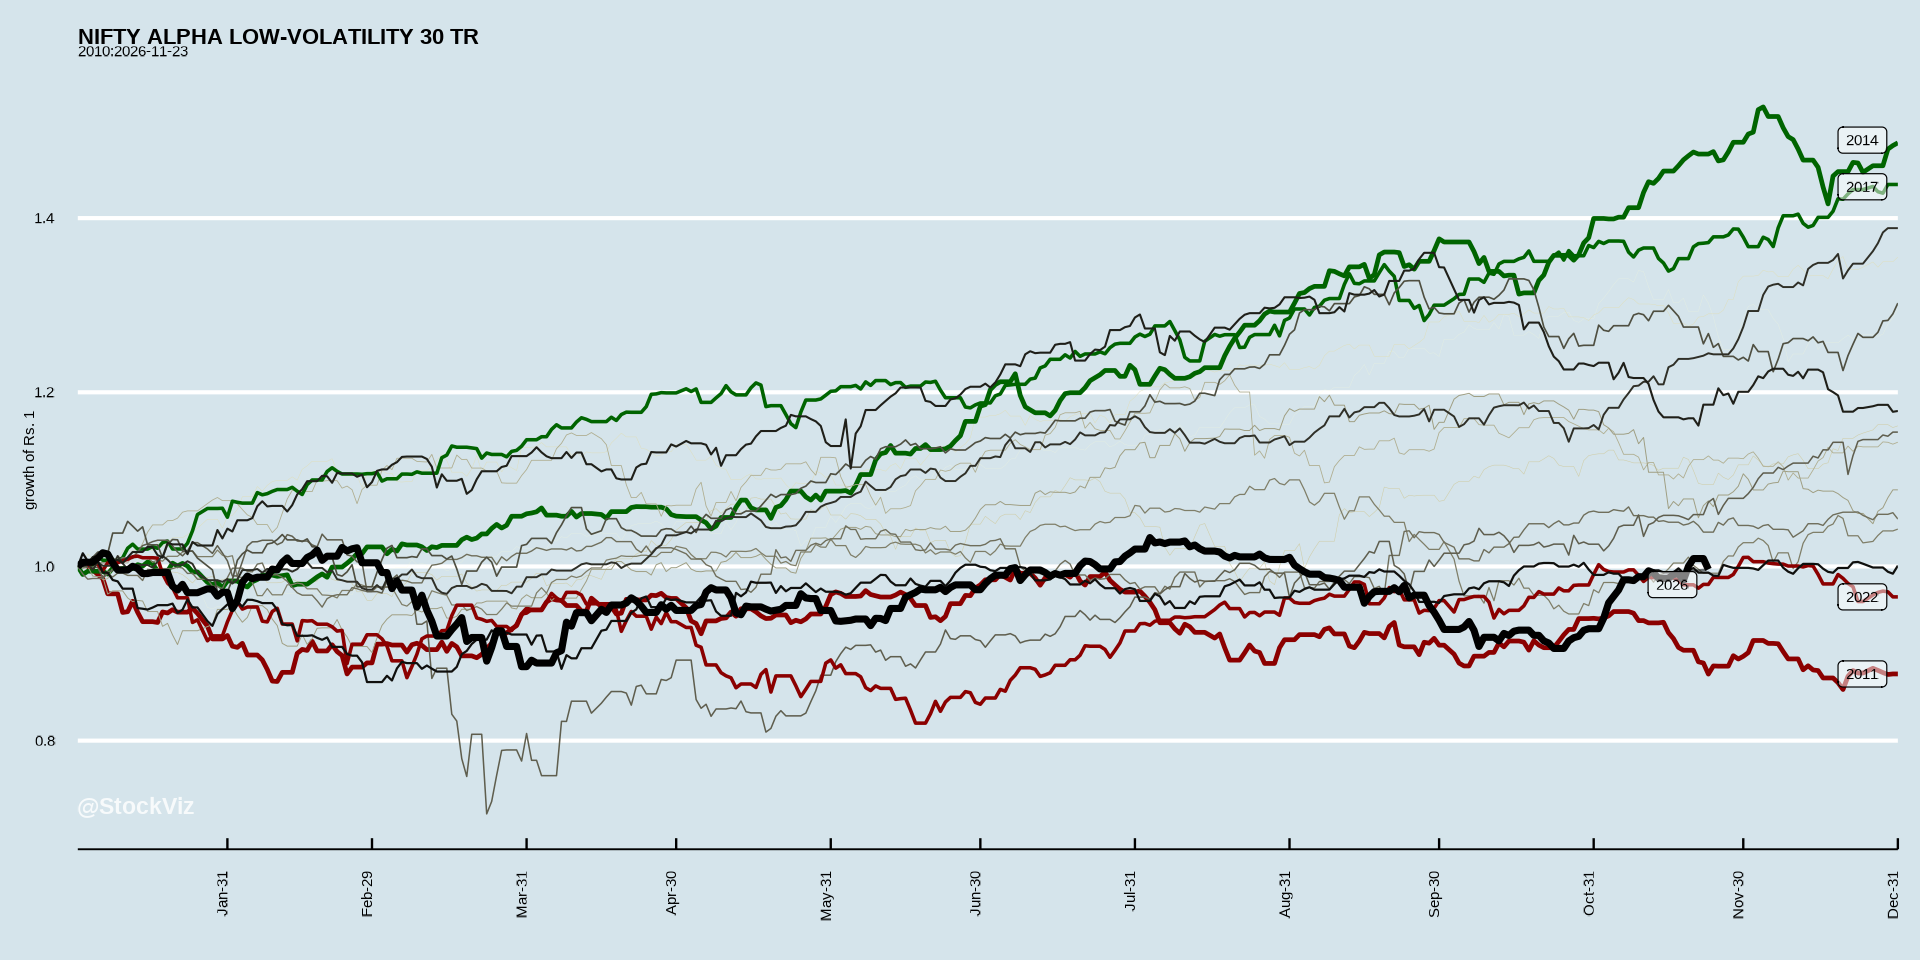 NIFTY ALPHA LOW-VOLATILITY 30 TR
2010:2026-11-23
2014
2017
1.4
1.2
growth of Rs. 1
1.0
2026
2022
2011
0.8
@StockViz
Jan-31
Feb-29
Mar-31
Apr-30
May-31
Jun-30
Jul-31
Aug-31
Sep-30
Oct-31
Nov-30
Dec-31